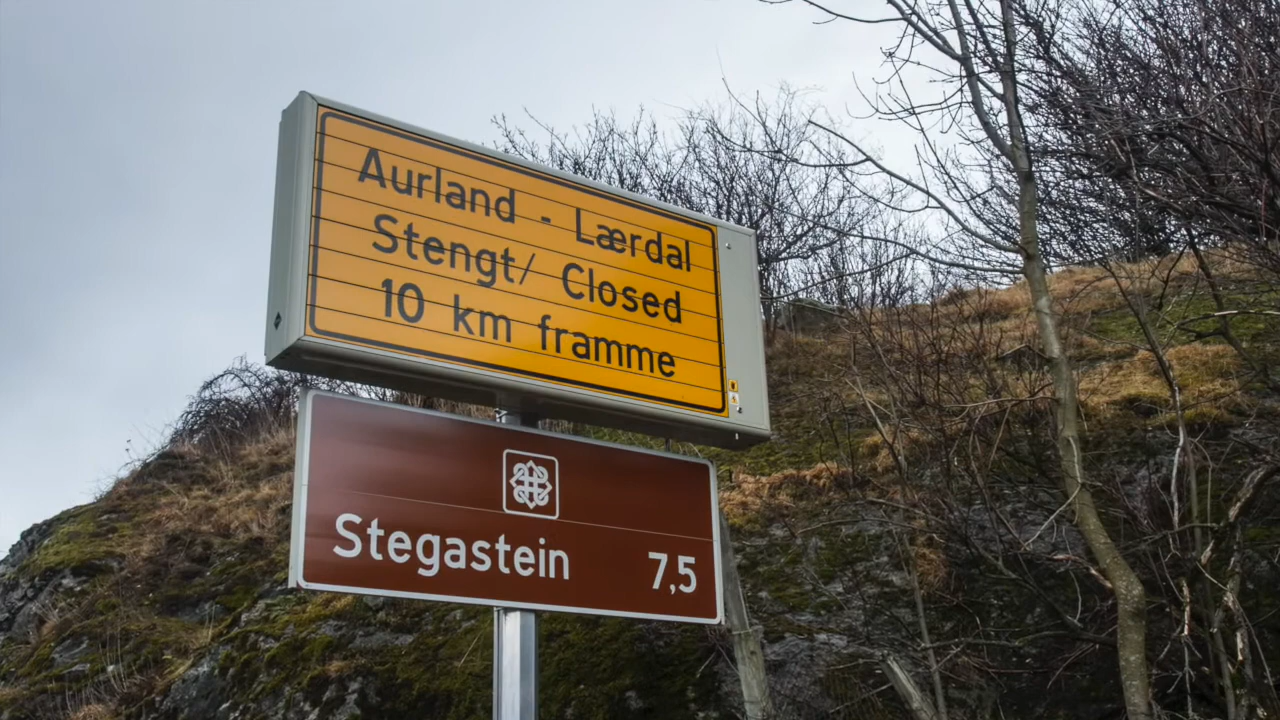 Aurland - Lærdal
Stengt/ Closed
10 km framme
Stegastein 7,5